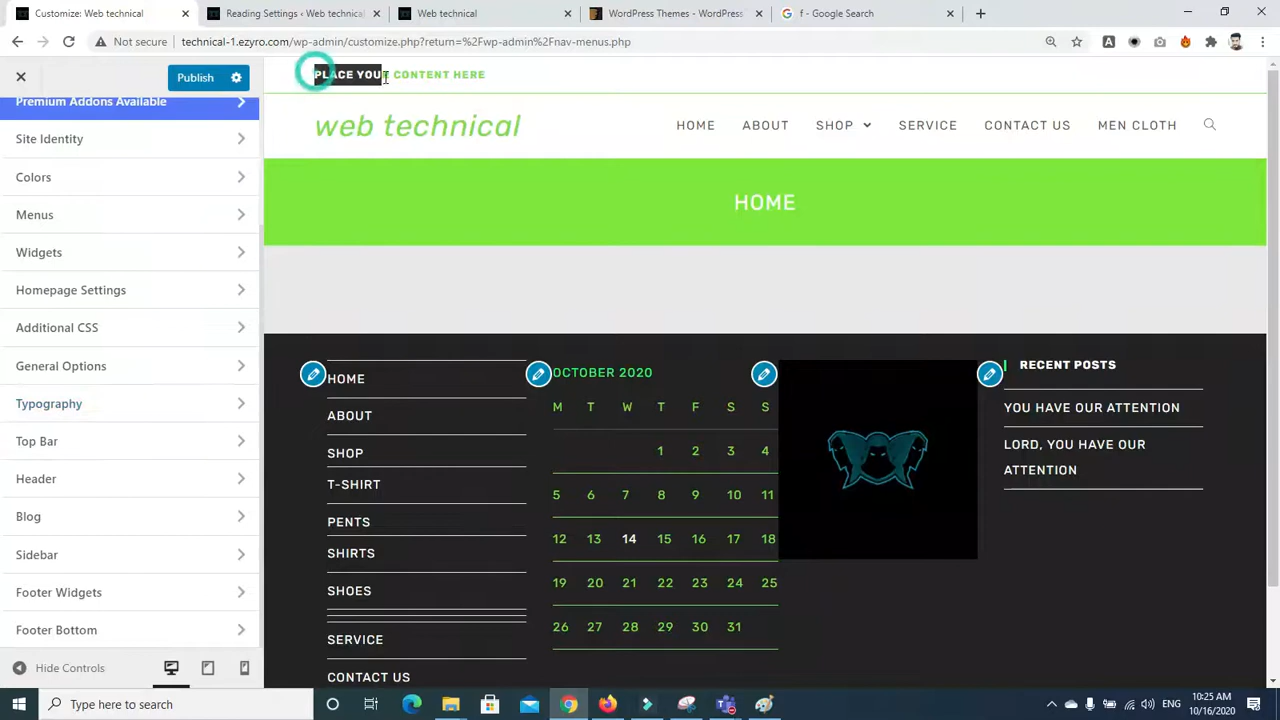 Customize: Web technical
Reading Settings ‹ Web technical
Web technical
WordPress Themes - WordPress
f - Google Search
Not secure
technical-1.ezyro.com/wp-admin/customize.php?return=%2Fwp-admin%2Fnav-menus.php
Publish
Premium Addons Available
Site Identity
Colors
Menus
Widgets
Homepage Settings
Additional CSS
General Options
Typography
Top Bar
Header
Blog
Sidebar
Footer Widgets
Footer Bottom
Hide Controls
PLACE YOUR CONTENT HERE
web technical
HOME ABOUT SHOP SERVICE CONTACT US MEN CLOTH
HOME
HOME
ABOUT
SHOP
T-SHIRT
PENTS
SHIRTS
SHOES
SERVICE
CONTACT US
OCTOBER 2020
M T W T F S S
1 2 3 4
5 6 7 8 9 10 11
12 13 14 15 16 17 18
19 20 21 22 23 24 25
26 27 28 29 30 31
RECENT POSTS
YOU HAVE OUR ATTENTION
LORD, YOU HAVE OUR
ATTENTION
Type here to search
ENG
10:25 AM
10/16/2020